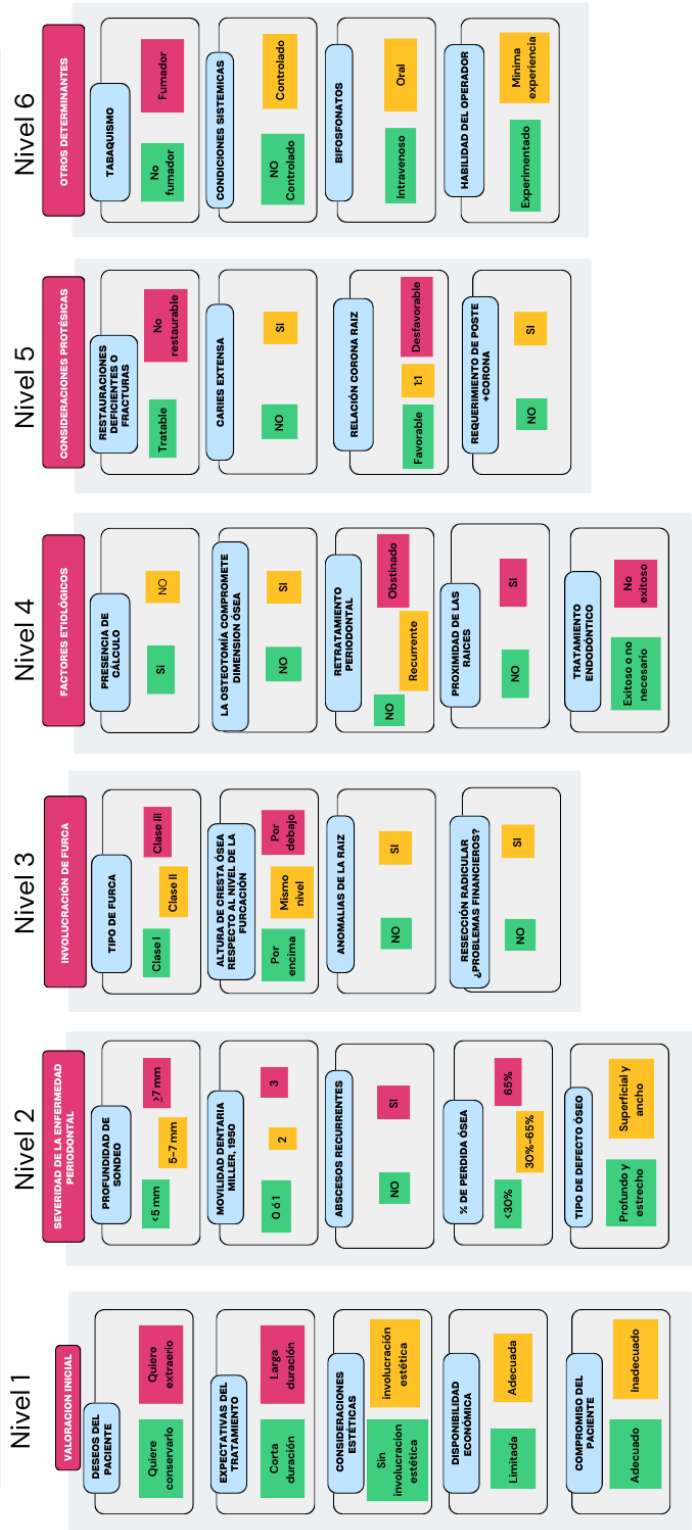 Nivel 1
VALORACION INICIAL
DESEOS DEL
PACIENTE
Quiere
conservarlo
Quiere
extraerlo
EXPECTATIVAS DEL
TRATAMIENTO
Corta
duración
Larga
duración
CONSIDERACIONES
ESTÉTICAS
Sin
involucracion
estética
involucración
estética
DISPONIBILIDAD
ECONÓMICA
Limitada
Adecuada
COMPROMISO DEL
PACIENTE
Adecuado
Inadecuado
Nivel 2
SEVERIDAD DE LA ENFERMEDAD
PERIODONTAL
PROFUNDIDAD DE
SONDEO
<5 mm
5-7 mm
≥7 mm
MOVILIDAD DENTARIA
MILLER, 1950
0 ó1
2
3
ABSCESOS RECURRENTES
NO
SI
% DE PERDIDA ÓSEA
<30%
30%-65%
65%
TIPO DE DEFECTO ÓSEO
Profundo y
estrecho
Superficial y
ancho
Nivel 3
INVOLUCRACIÓN DE FURCA
TIPO DE FURCA
Clase I
Clase II
Clase III
ALTURA DE CRESTA ÓSEA
RESPECTO AL NIVEL DE LA
FURCACIÓN
Por
encima
Mismo
nivel
Por
debajo
ANOMALIAS DE LA RAIZ
NO
SI
RESECCIÓN RADICULAR
¿PROBLEMAS FINANCIEROS?
NO
SI
Nivel 4
FACTORES ETIOLÓGICOS
PRESENCIA DE
CÁLCULO
Si
NO
LA OSTEOTOMÍA COMPROMETE
DIMENSION ÓSEA
NO
SI
RETRATAMIENTO
PERIODONTAL
NO
Recurrente
Obstinado
PROXIMIDAD DE LAS
RAICES
NO
SI
TRATAMIENTO
ENDODÓNTICO
Exitoso o no
necesario
No
exitoso
Nivel 5
CONSIDERACIONES PROTÉSICAS
RESTAURACIONES
DEFICIENTES O
FRACTURAS
Tratable
No
restaurable
CARIES EXTENSA
NO
SI
RELACIÓN CORONA RAIZ
Favorable
1:1
Desfavorable
REQUERIMIENTO DE POSTE
+CORONA
NO
SI
Nivel 6
OTROS DETERMINANTES
TABAQUISMO
No
fumador
Fumador
CONDICIONES SISTEMICAS
NO
Controlado
Controlado
BIFOSFONATOS
Intravenoso
Oral
HABILIDAD DEL OPERADOR
Experimentado
Minima
experiencia